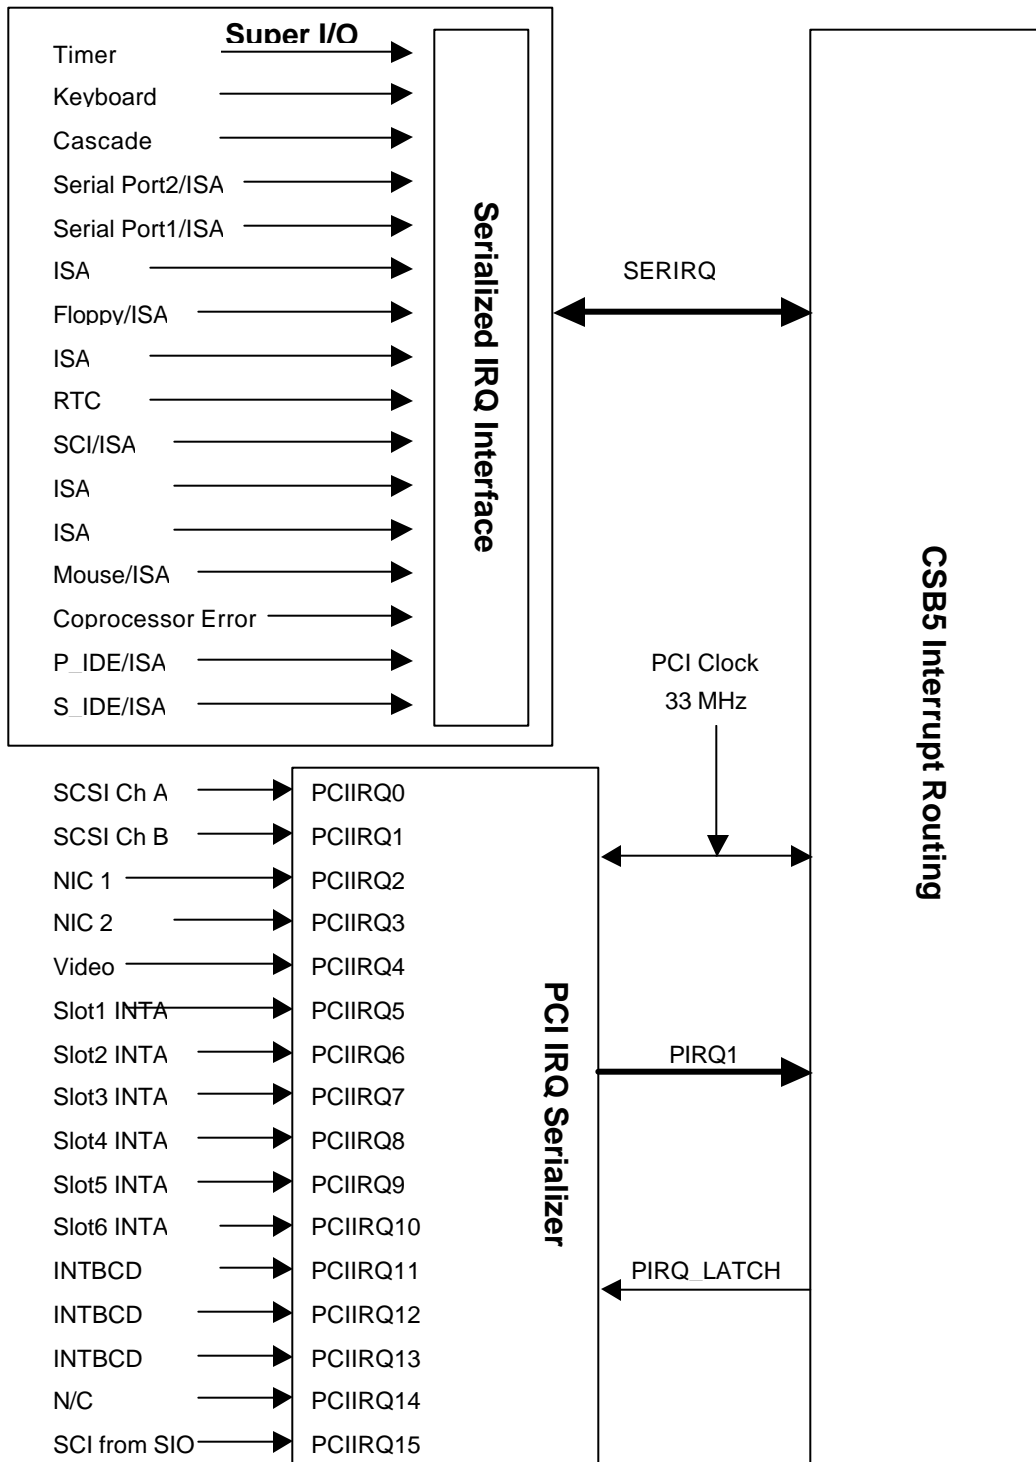 Super I/O
Timer
Keyboard
Cascade
Serial Port2/ISA
Serial Port1/ISA
ISA
Floppy/ISA
ISA
RTC
SCI/ISA
ISA
ISA
Mouse/ISA
Coprocessor Error
P_IDE/ISA
S_IDE/ISA
Serialized IRQ Interface
SERIRQ
CSB5 Interrupt Routing
PCI Clock
33 MHz
SCSI Ch A PCIIRQ0
SCSI Ch B PCIIRQ1
NIC 1 PCIIRQ2
NIC 2 PCIIRQ3
Video PCIIRQ4
Slot1 INTA PCIIRQ5
Slot2 INTA PCIIRQ6
Slot3 INTA PCIIRQ7
Slot4 INTA PCIIRQ8
Slot5 INTA PCIIRQ9
Slot6 INTA PCIIRQ10
INTBCD PCIIRQ11
INTBCD PCIIRQ12
INTBCD PCIIRQ13
N/C PCIIRQ14
SCI from SIO PCIIRQ15
PCI IRQ Serializer
PIRQ1
PIRQ_LATCH